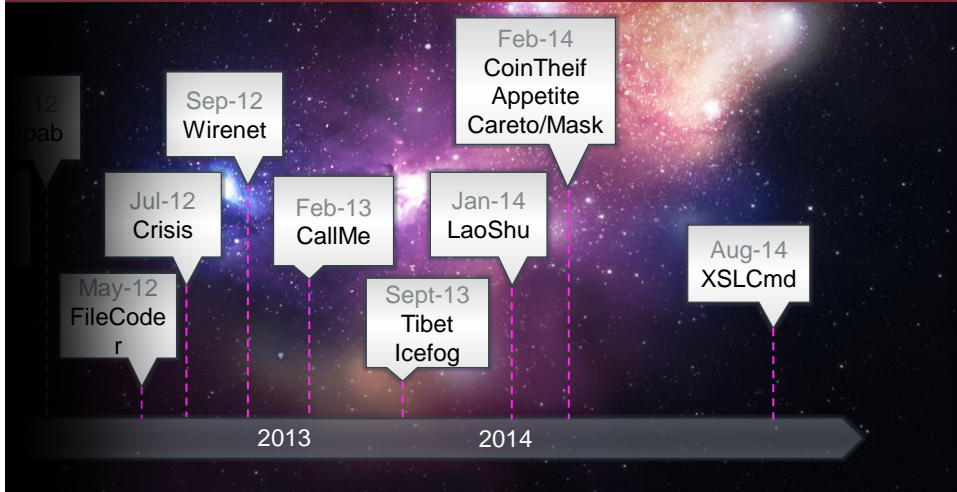 Feb-14
CoinTheif
Appetite
Careto/Mask
Sep-12
Wirenet
Jul-12
Crisis
Feb-13
CallMe
Jan-14
LaoShu
Aug-14
XSLCmd
May-12
FileCode
r
Sept-13
Tibet
Icefog
2013
2014